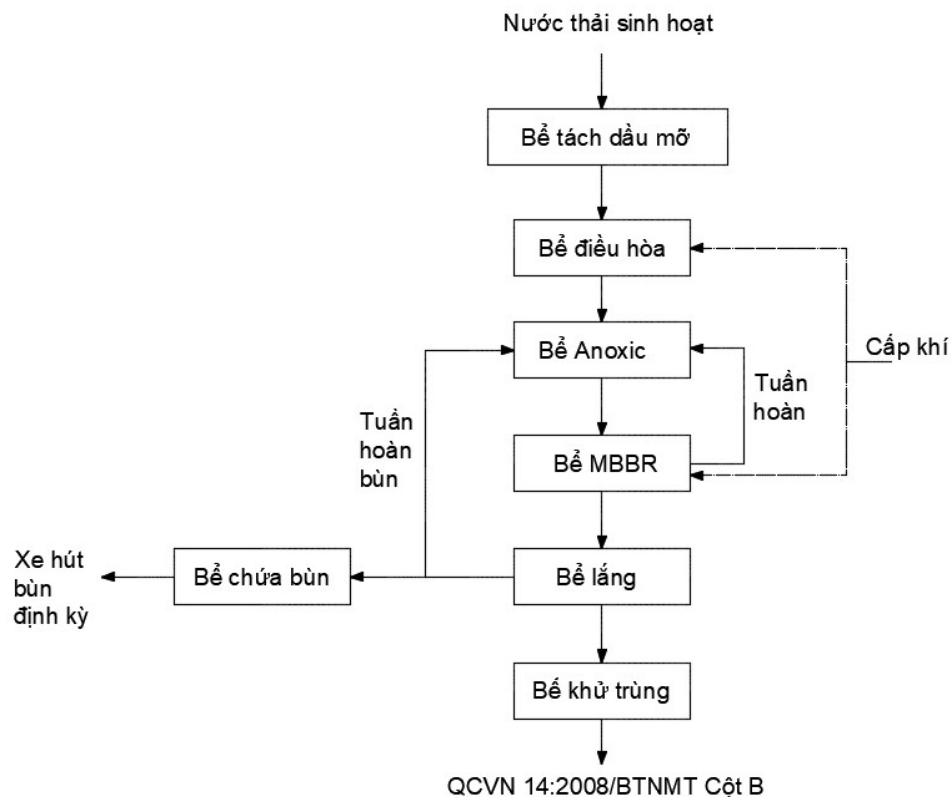 Nước thải sinh hoạt
Bể tách dầu mỡ
Bể điều hòa
Cấp khí
Bể Anoxic
Tuần
hoàn
Tuần
hoàn
bùn
Bể MBBR
Xe hút
bùn
định kỳ
Bể chứa bùn
Bể lắng
Bế khử trùng
QCVN 14:2008/BTNMT Cột B